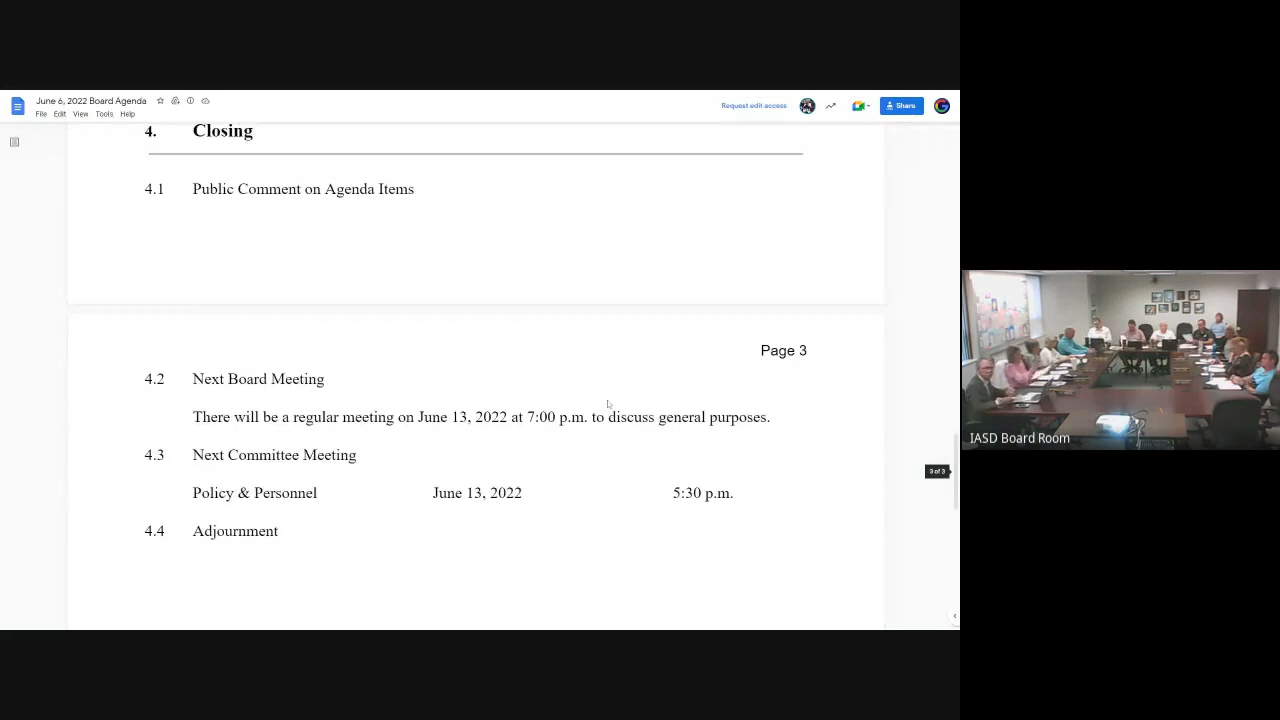 June 6, 2022 Board Agenda
File Edit View Tools Help
Request edit access
Share
4. Closing
4.1 Public Comment on Agenda Items
Page 3
4.2 Next Board Meeting
There will be a regular meeting on June 13, 2022 at 7:00 p.m. to discuss general purposes.
4.3 Next Committee Meeting
Policy & Personnel June 13, 2022 5:30 p.m.
4.4 Adjournment
3 of 3
IASD Board Room